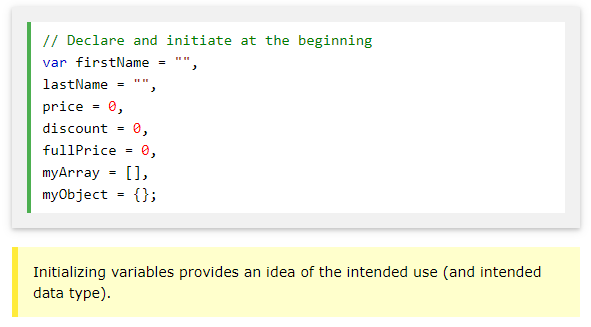 // Declare and initiate at the beginning
var firstName = "",
lastName = "",
price = 0,
discount = 0,
fullPrice = 0,
myArray = [],
myObject = {};
Initializing variables provides an idea of the intended use (and intended
data type).